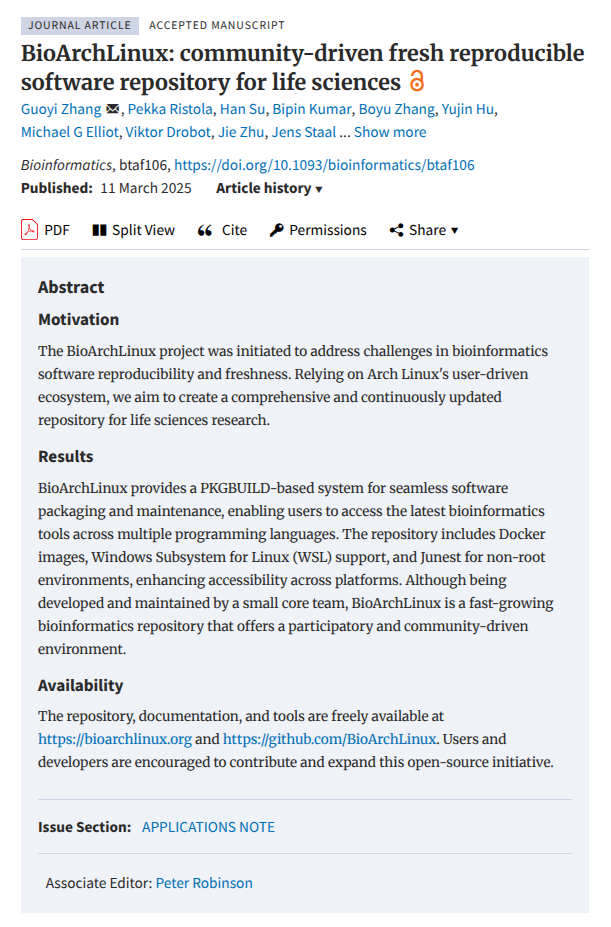 JOURNAL ARTICLE ACCEPTED MANUSCRIPT
BioArchLinux: community-driven fresh reproducible
software repository for life sciences
Guoyi Zhang, Pekka Ristola, Han Su, Bipin Kumar, Boyu Zhang, Yujin Hu,
Michael G Elliot, Viktor Drobot, Jie Zhu, Jens Staal ... Show more
Bioinformatics, btaf106, https://doi.org/10.1093/bioinformatics/btaf106
Published: 11 March 2025 Article history ▾
PDF Split View Cite Permissions Share ▾
Abstract
Motivation
The BioArchLinux project was initiated to address challenges in bioinformatics
software reproducibility and freshness. Relying on Arch Linux's user-driven
ecosystem, we aim to create a comprehensive and continuously updated
repository for life sciences research.
Results
BioArchLinux provides a PKGBUILD-based system for seamless software
packaging and maintenance, enabling users to access the latest bioinformatics
tools across multiple programming languages. The repository includes Docker
images, Windows Subsystem for Linux (WSL) support, and Junest for non-root
environments, enhancing accessibility across platforms. Although being
developed and maintained by a small core team, BioArchLinux is a fast-growing
bioinformatics repository that offers a participatory and community-driven
environment.
Availability
The repository, documentation, and tools are freely available at
https://bioarchlinux.org and https://github.com/BioArchLinux. Users and
developers are encouraged to contribute and expand this open-source initiative.
Issue Section: APPLICATIONS NOTE
Associate Editor: Peter Robinson